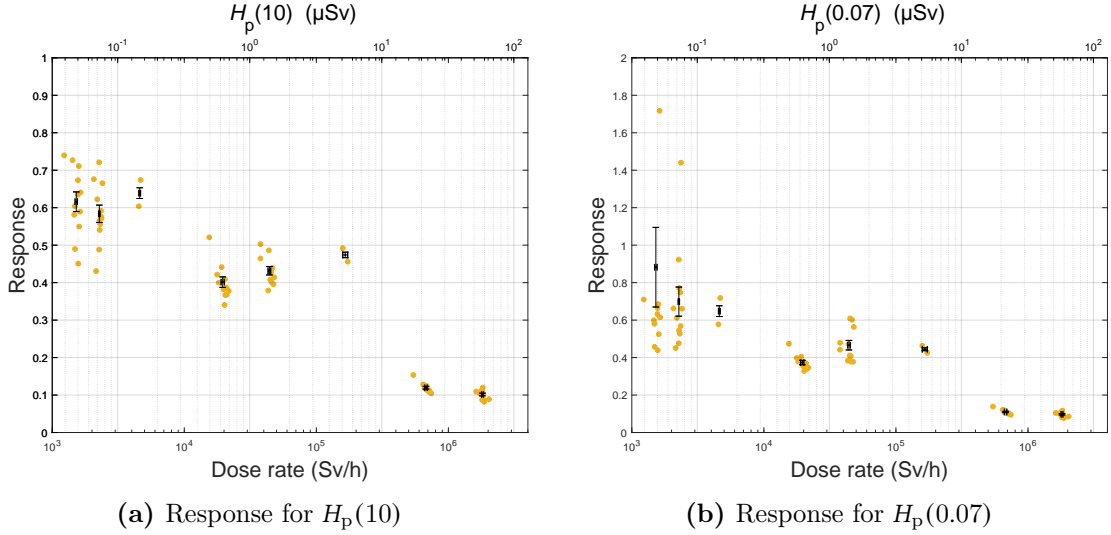 H_p(10) (μSv)
10^-1 10^0 10^1 10^2
1
0.9
0.8
0.7
0.6
0.5
0.4
0.3
0.2
0.1
0
Response
10^3 10^4 10^5 10^6
Dose rate (Sv/h)
(a) Response for H_p(10)
H_p(0.07) (μSv)
10^-1 10^0 10^1 10^2
2
1.8
1.6
1.4
1.2
1
0.8
0.6
0.4
0.2
0
Response
10^3 10^4 10^5 10^6
Dose rate (Sv/h)
(b) Response for H_p(0.07)